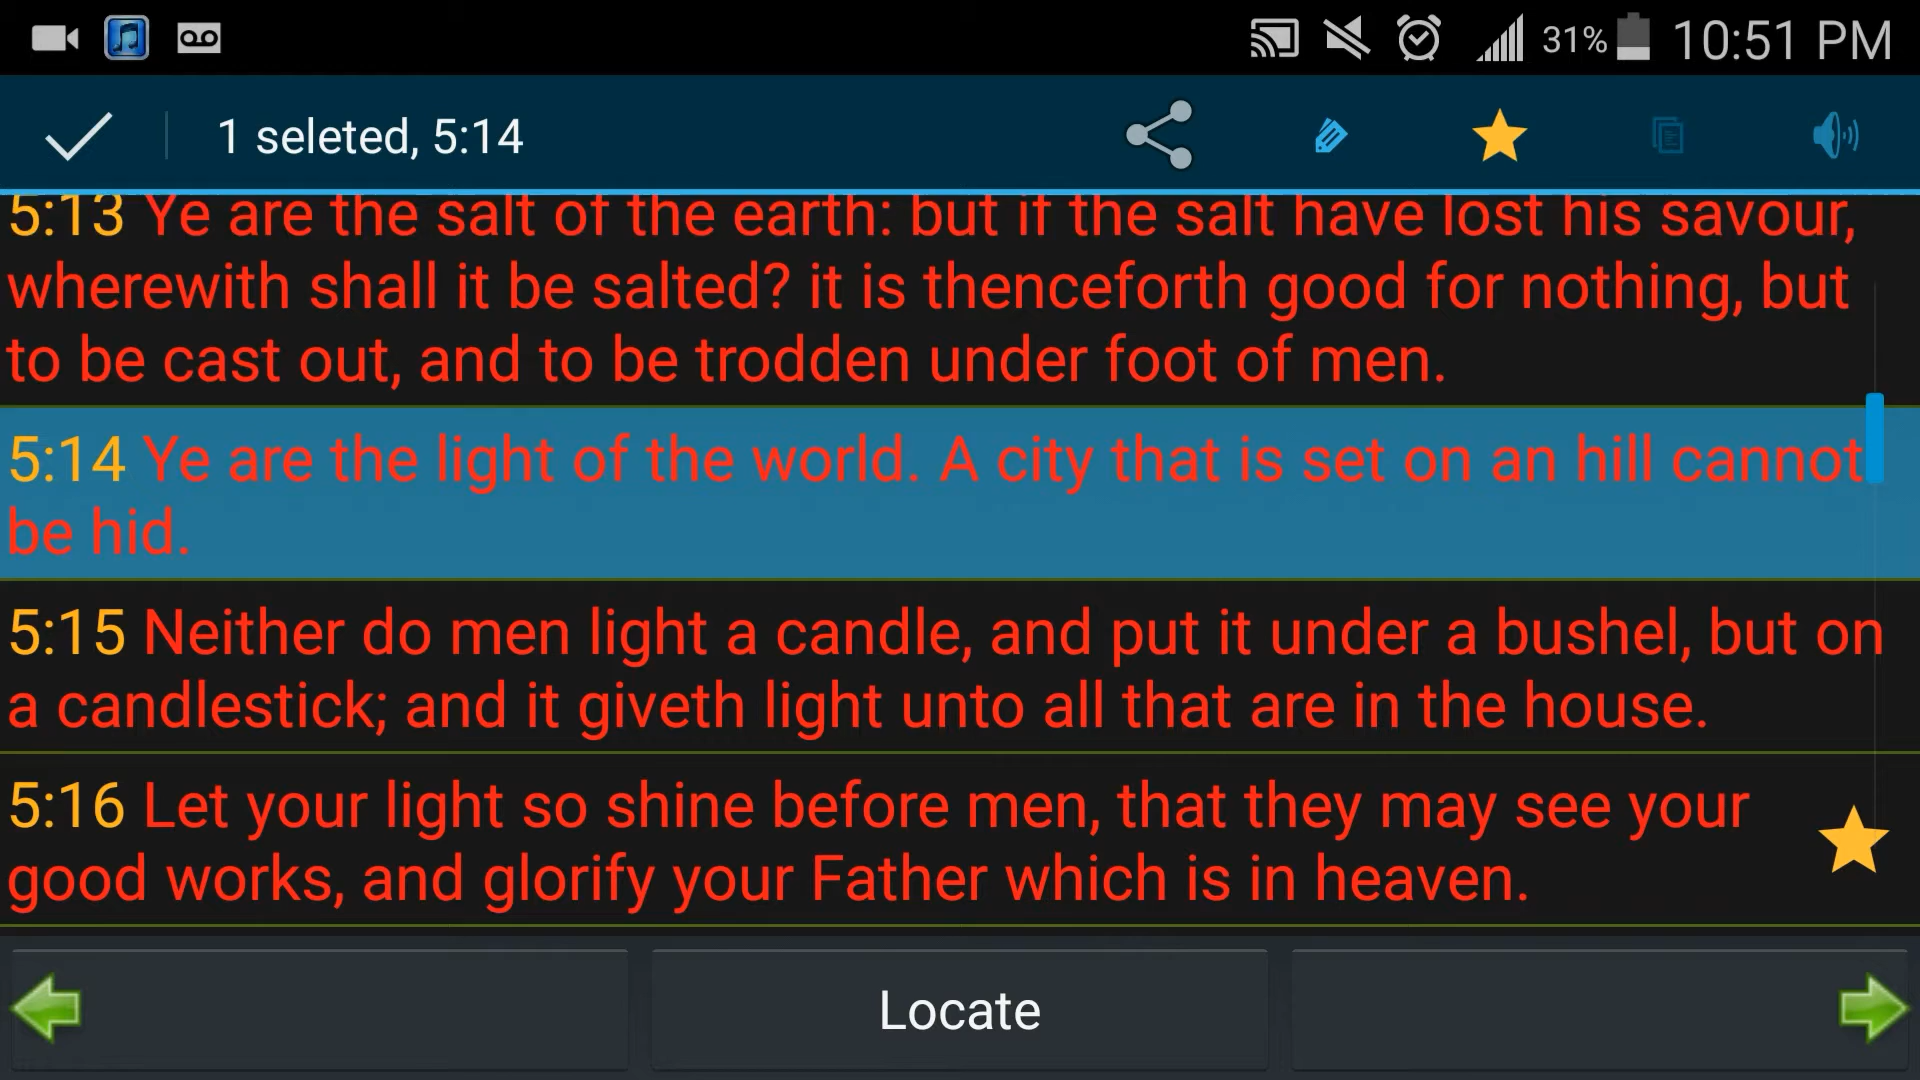 31% 10:51 PM
1 seleted, 5:14
5:13 Ye are the salt of the earth: but if the salt have lost his savour,
wherewith shall it be salted? it is thenceforth good for nothing, but
to be cast out, and to be trodden under foot of men.
5:14 Ye are the light of the world. A city that is set on an hill cannot
be hid.
5:15 Neither do men light a candle, and put it under a bushel, but on
a candlestick; and it giveth light unto all that are in the house.
5:16 Let your light so shine before men, that they may see your
good works, and glorify your Father which is in heaven.
Locate